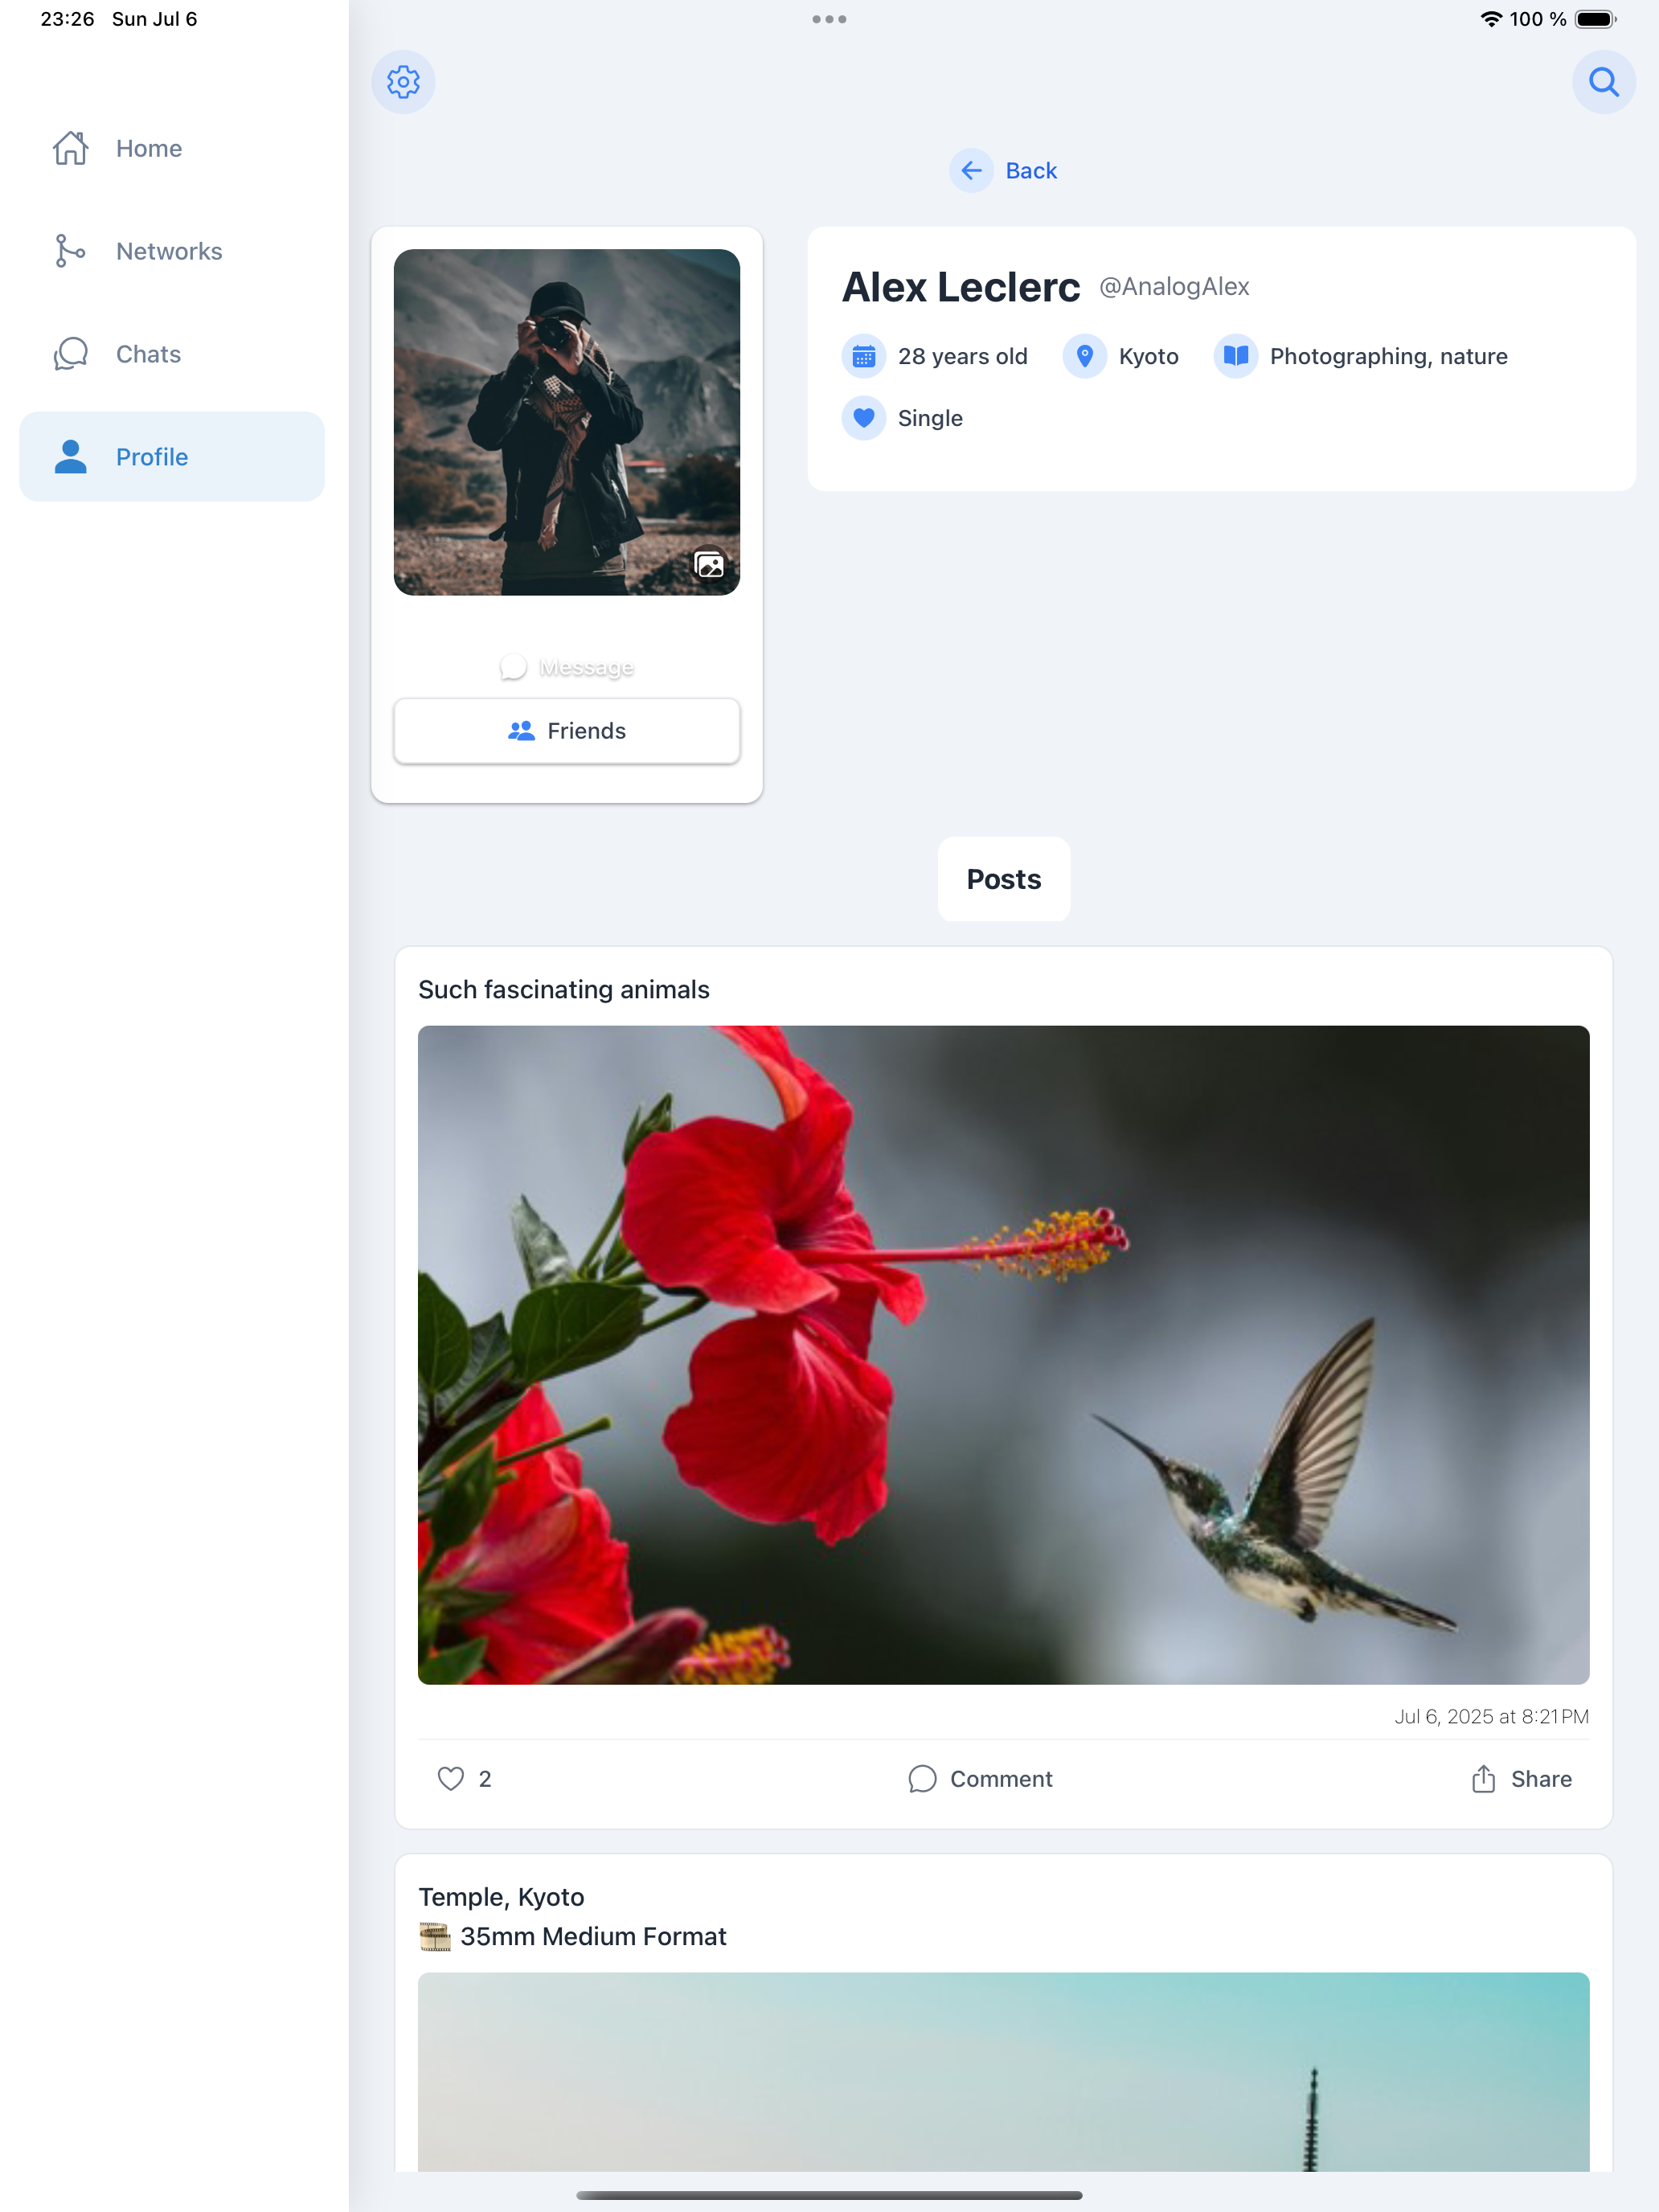 23:26 Sun Jul 6
100 %
Home
Networks
Chats
Profile
Back
Alex Leclerc @AnalogAlex
28 years old Kyoto Photographing, nature
Single
Message
Friends
Posts
Such fascinating animals
Jul 6, 2025 at 8:21 PM
2 Comment Share
Temple, Kyoto
🎞️ 35mm Medium Format